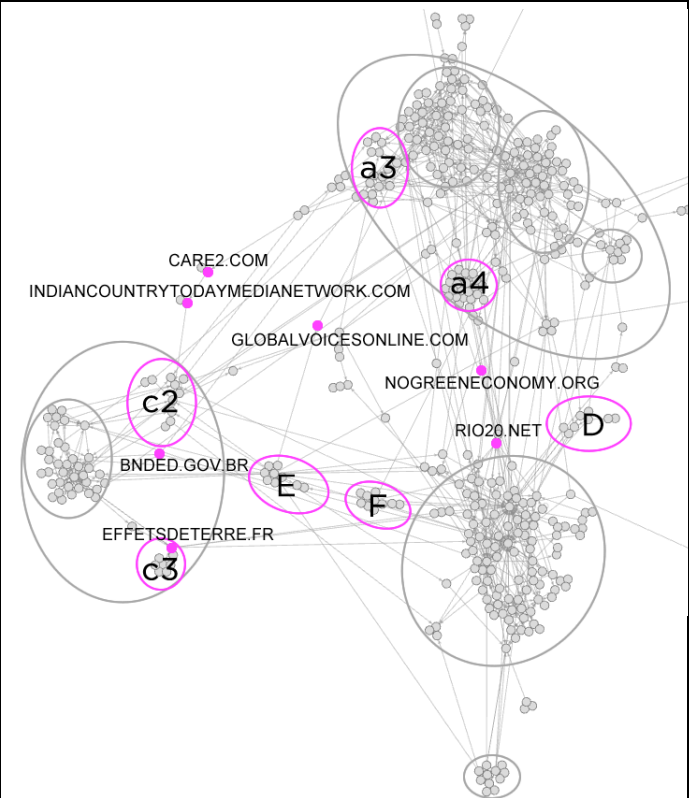 a3
CARE2.COM
a4
INDIANCOUNTRYTODAYMEDIANETWORK.COM
GLOBALVOICESONLINE.COM
NOGREENECONOMY.ORG
c2
D
RIO20.NET
BNDED.GOV.BR
E
F
EFFETSDETERRE.FR
c3